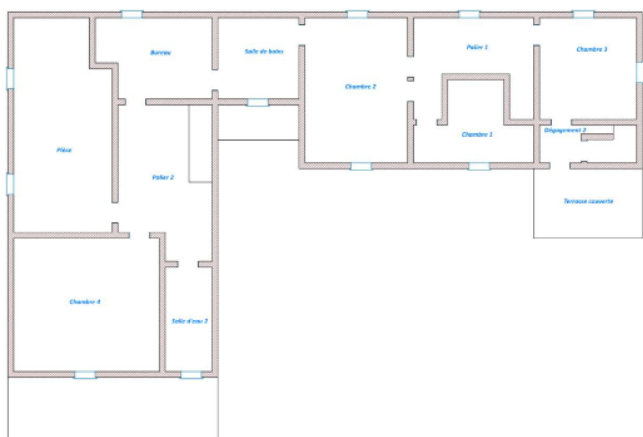 Bureau
Salle de bains
Palier 1
Chambre 3
Chambre 2
Pièce
Chambre 1
Dégagement 2
Palier 2
Terrasse couverte
Chambre 4
Salle d'eau 2